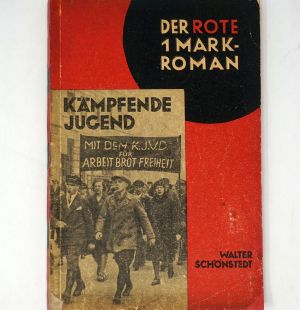 DER ROTE
1 MARK-
ROMAN
KÄMPFENDE
JUGEND
MIT DEM K.J.V.D.
FÜR
ARBEIT BROT FREIHEIT
WALTER
SCHÖNSTEDT